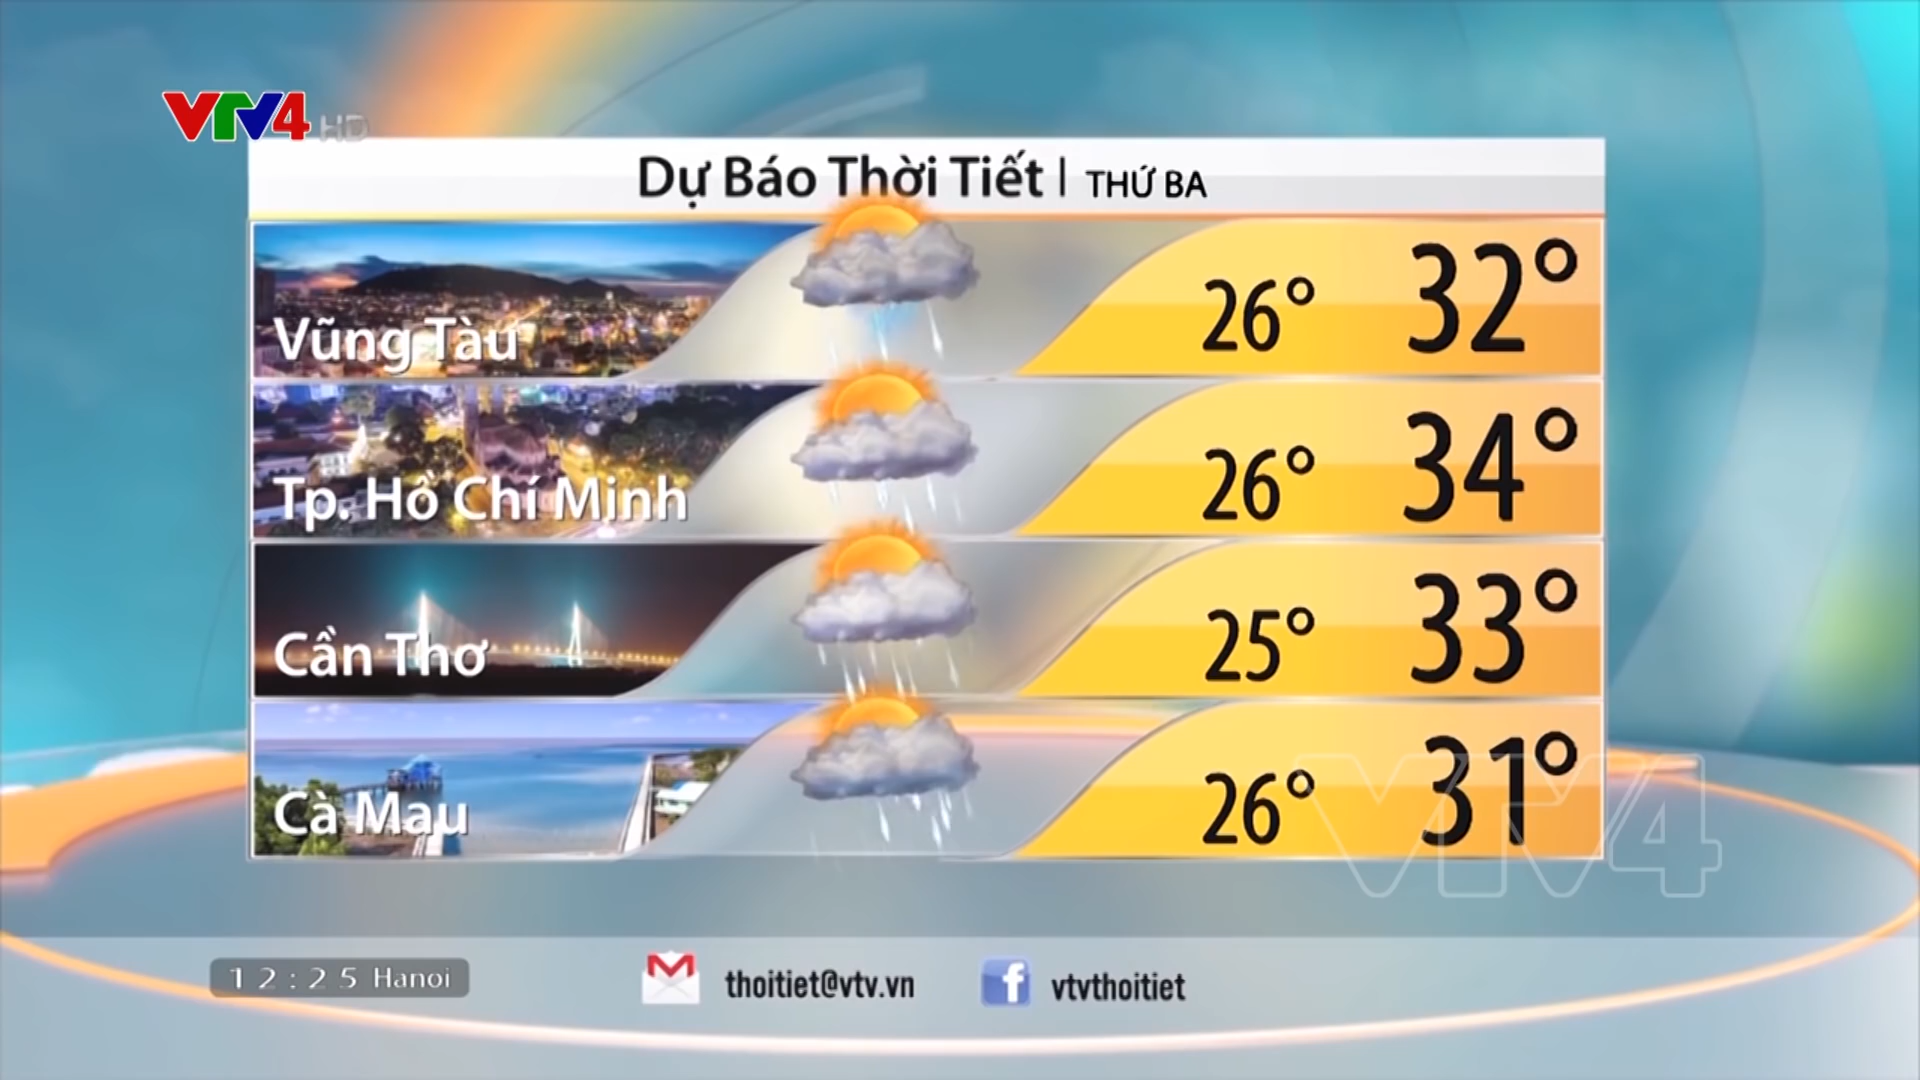 VTV4 HD
Dự Báo Thời Tiết | THỨ BA
Vũng Tàu 26° 32°
Tp. Hồ Chí Minh 26° 34°
Cần Thơ 25° 33°
Cà Mau 26° 31°
VTV4
12:25 Hanoi thoitiet@vtv.vn vtvthoitiet